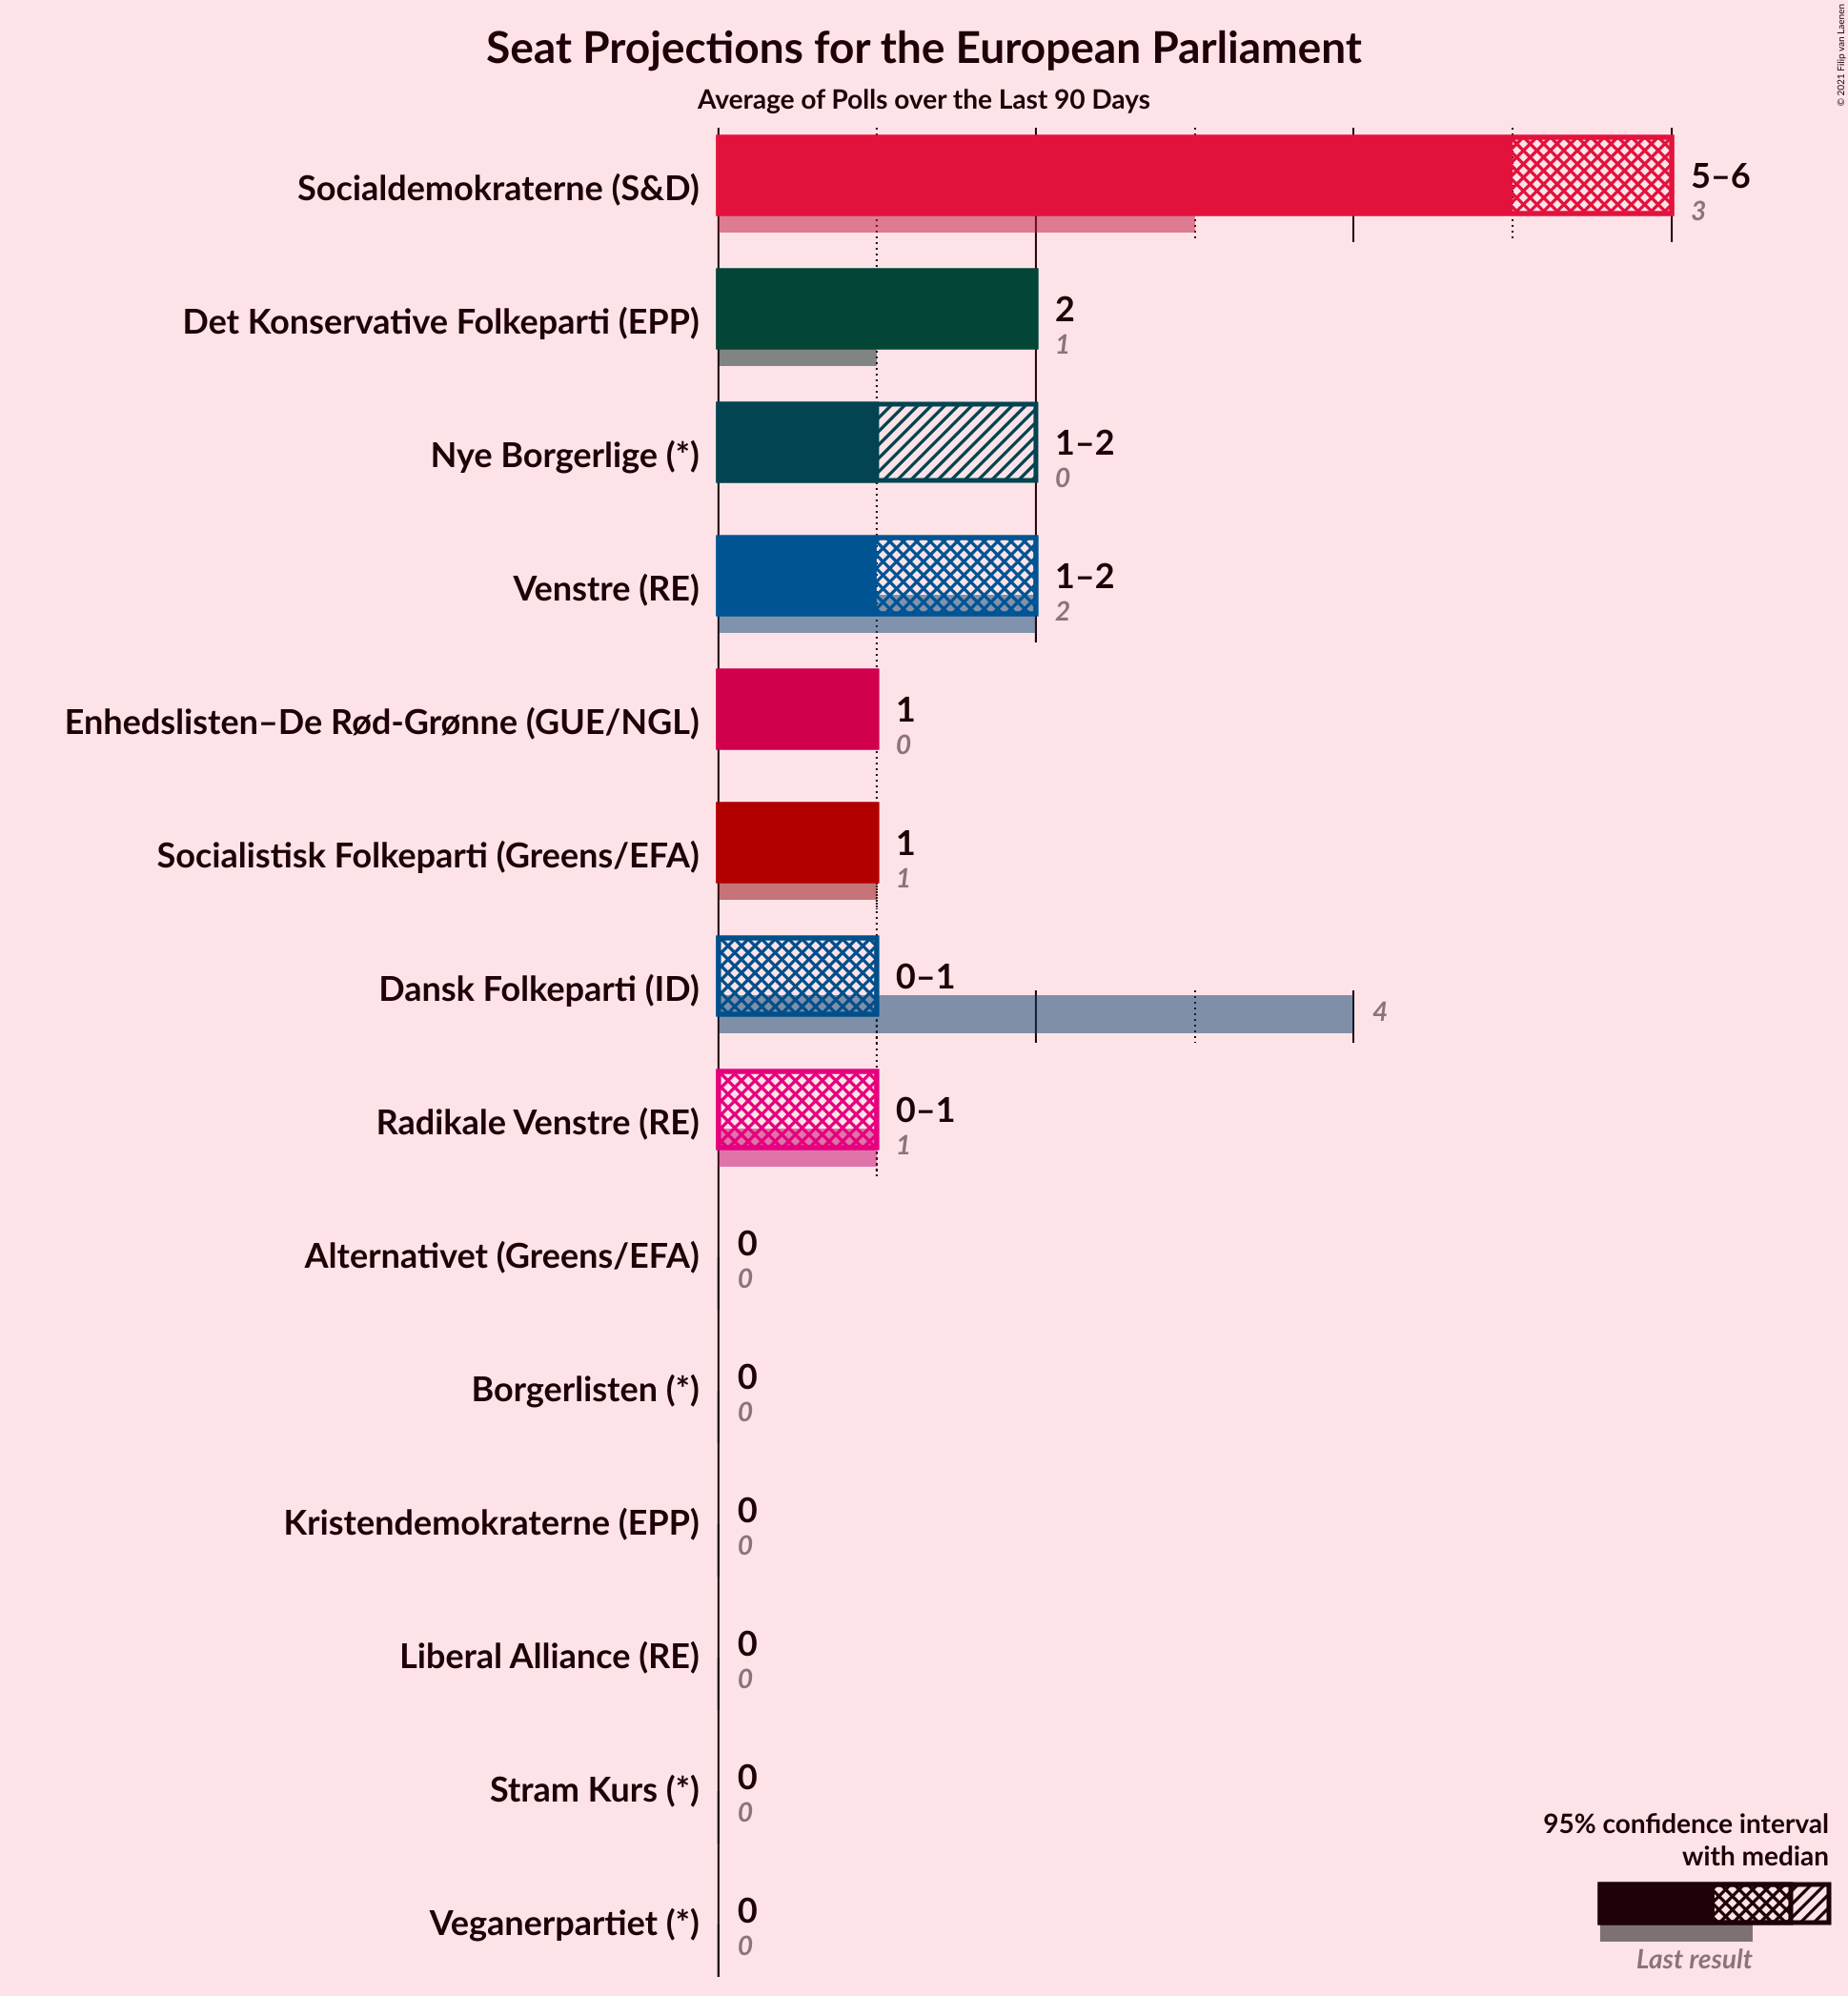 Seat Projections for the European Parliament
Average of Polls over the Last 90 Days
© 2021 Filip van Laenen
Socialdemokraterne (S&D)
5–6
3
Det Konservative Folkeparti (EPP)
2
1
Nye Borgerlige (*)
1–2
0
Venstre (RE)
1–2
2
Enhedslisten–De Rød-Grønne (GUE/NGL)
1
0
Socialistisk Folkeparti (Greens/EFA)
1
1
Dansk Folkeparti (ID)
0–1
4
Radikale Venstre (RE)
0–1
1
Alternativet (Greens/EFA)
0
0
Borgerlisten (*)
0
0
Kristendemokraterne (EPP)
0
0
Liberal Alliance (RE)
0
0
Stram Kurs (*)
0
0
Veganerpartiet (*)
0
0
95% confidence interval
with median
Last result